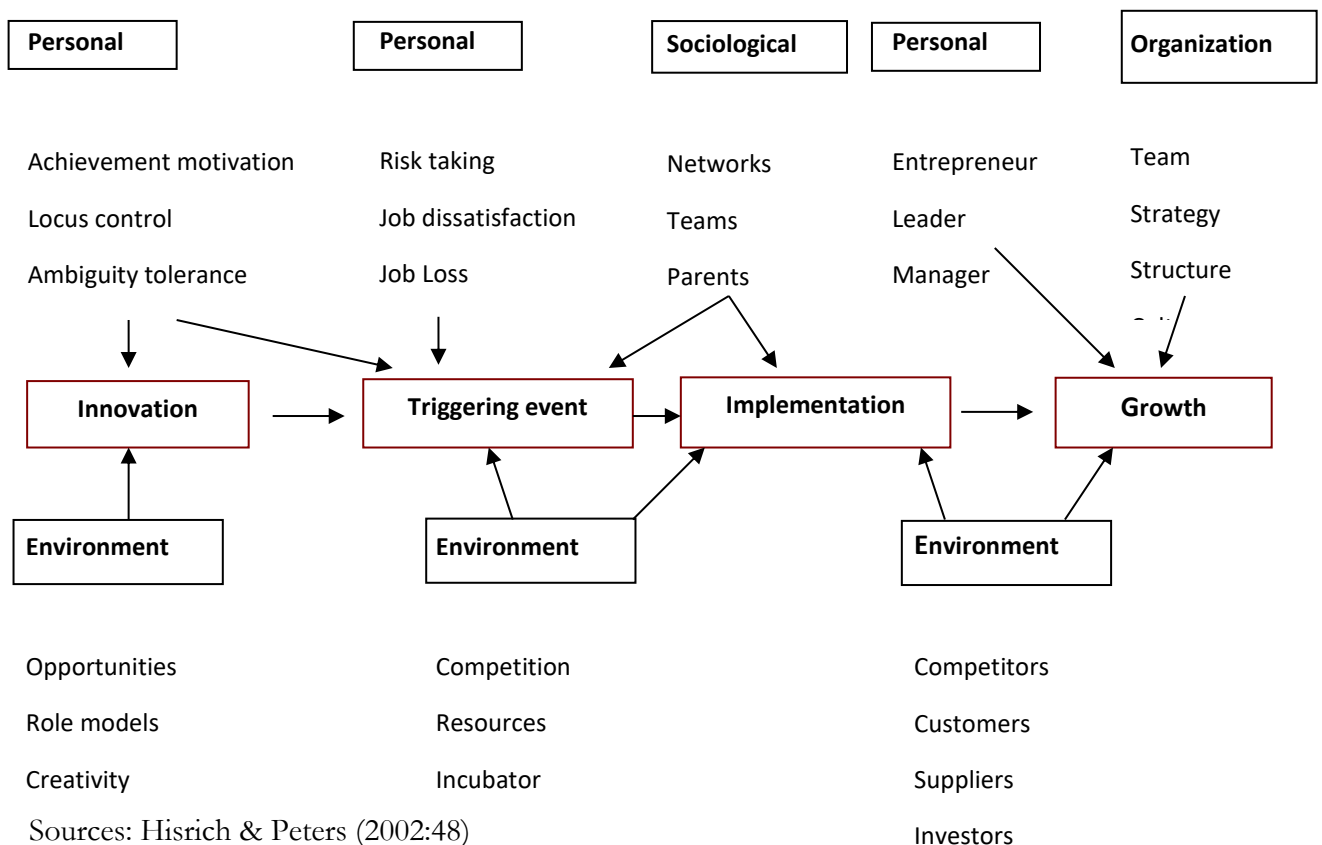 Personal
Personal
Sociological
Personal
Organization
Achievement motivation
Locus control
Ambiguity tolerance
Risk taking
Job dissatisfaction
Job Loss
Networks
Teams
Parents
Entrepreneur
Leader
Manager
Team
Strategy
Structure
Innovation
Triggering event
Implementation
Growth
Environment
Environment
Environment
Opportunities
Role models
Creativity
Competition
Resources
Incubator
Competitors
Customers
Suppliers
Investors
Sources: Hisrich & Peters (2002:48)